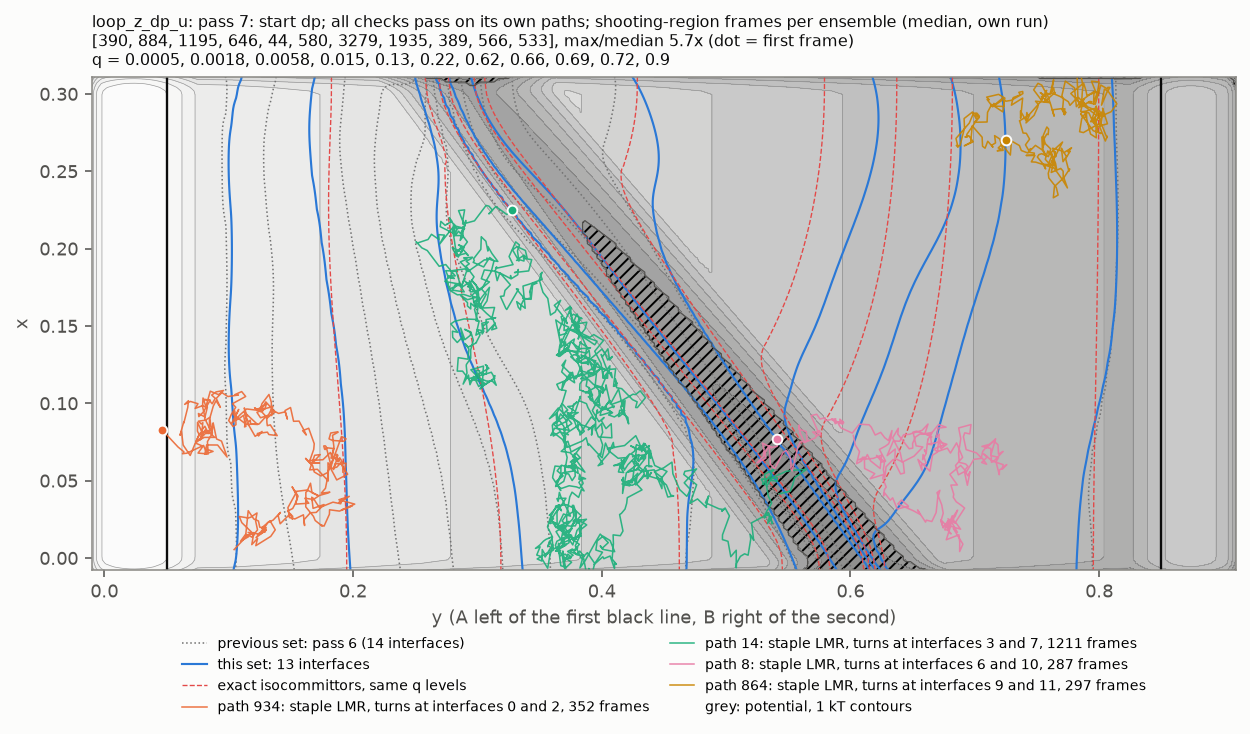 loop_z_dp_u: pass 7: start dp; all checks pass on its own paths; shooting-region frames per ensemble (median, own run)
[390, 884, 1195, 646, 44, 580, 3279, 1935, 389, 566, 533], max/median 5.7x (dot = first frame)
q = 0.0005, 0.0018, 0.0058, 0.015, 0.13, 0.22, 0.62, 0.66, 0.69, 0.72, 0.9
0.30
0.25
0.20
0.15
0.10
0.05
0.00
x
0.0 0.2 0.4 0.6 0.8
y (A left of the first black line, B right of the second)
previous set: pass 6 (14 interfaces)
this set: 13 interfaces
exact isocommittors, same q levels
path 934: staple LMR, turns at interfaces 0 and 2, 352 frames
path 14: staple LMR, turns at interfaces 3 and 7, 1211 frames
path 8: staple LMR, turns at interfaces 6 and 10, 287 frames
path 864: staple LMR, turns at interfaces 9 and 11, 297 frames
grey: potential, 1 kT contours